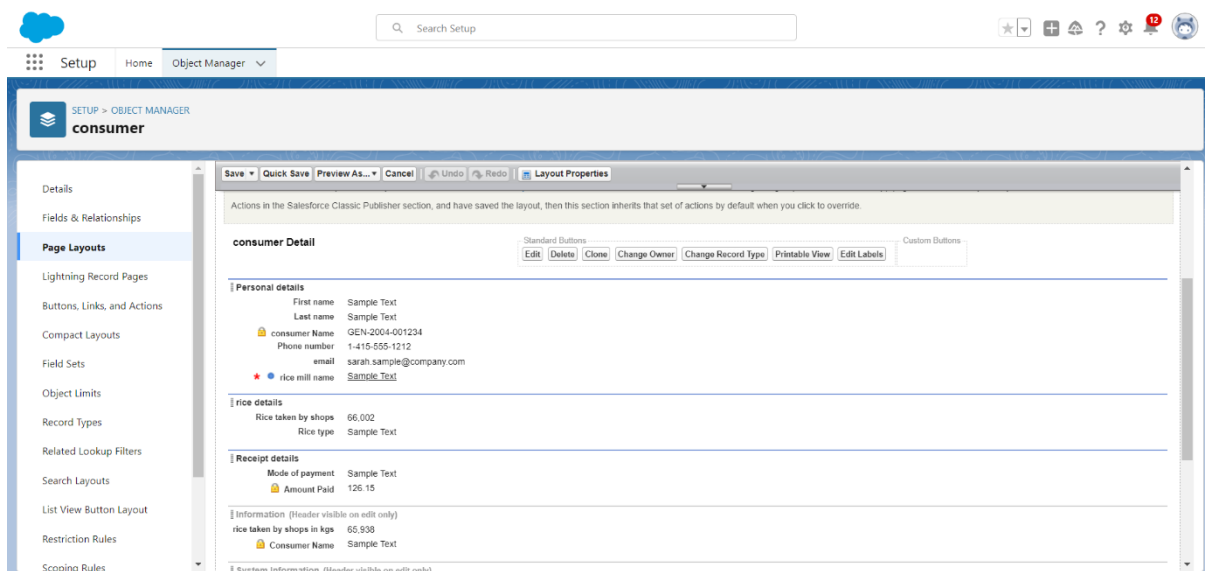 Search Setup
12
Setup
Home
Object Manager
SETUP > OBJECT MANAGER
consumer
Details
Fields & Relationships
Page Layouts
Lightning Record Pages
Buttons, Links, and Actions
Compact Layouts
Field Sets
Object Limits
Record Types
Related Lookup Filters
Search Layouts
List View Button Layout
Restriction Rules
Scoping Rules
Save Quick Save Preview As... Cancel Undo Redo Layout Properties
Actions in the Salesforce Classic Publisher section, and have saved the layout, then this section inherits that set of actions by default when you click to override.
consumer Detail
Standard Buttons
Edit Delete Clone Change Owner Change Record Type Printable View Edit Labels
Custom Buttons
Personal details
First name Sample Text
Last name Sample Text
consumer Name GEN-2004-001234
Phone number 1-415-555-1212
email sarah.sample@company.com
rice mill name Sample Text
rice details
Rice taken by shops 66,002
Rice type Sample Text
Receipt details
Mode of payment Sample Text
Amount Paid 126.15
Information (Header visible on edit only)
rice taken by shops in kgs 65,938
Consumer Name Sample Text
System Information (Header visible on edit only)